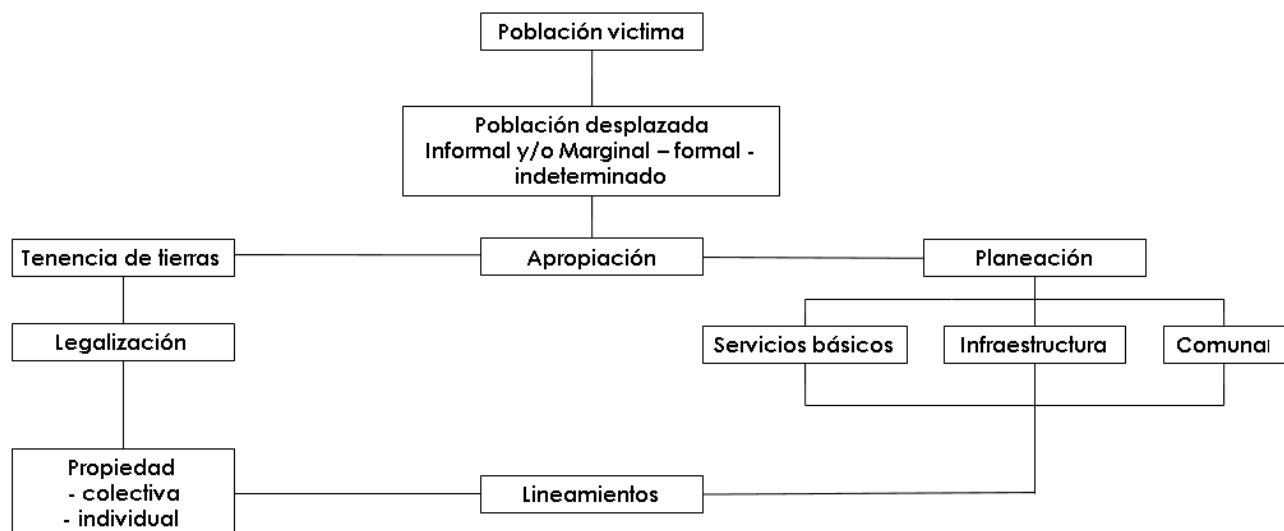 Población victima
Población desplazada
Informal y/o Marginal – formal -
indeterminado
Tenencia de tierras
Apropiación
Planeación
Legalización
Servicios básicos
Infraestructura
Comunal
Propiedad
- colectiva
- individual
Lineamientos